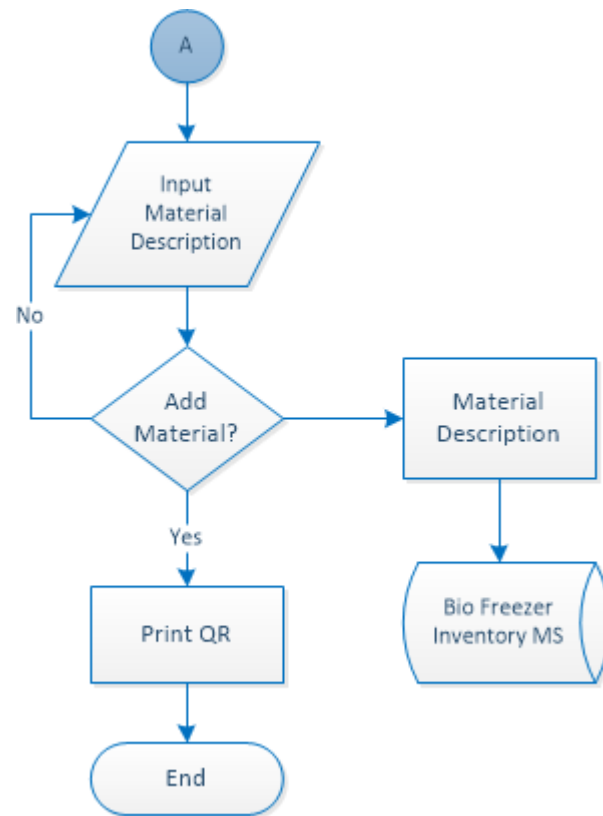 A
Input
Material
Description
No
Add
Material?
Material
Description
Yes
Print QR
Bio Freezer
Inventory MS
End